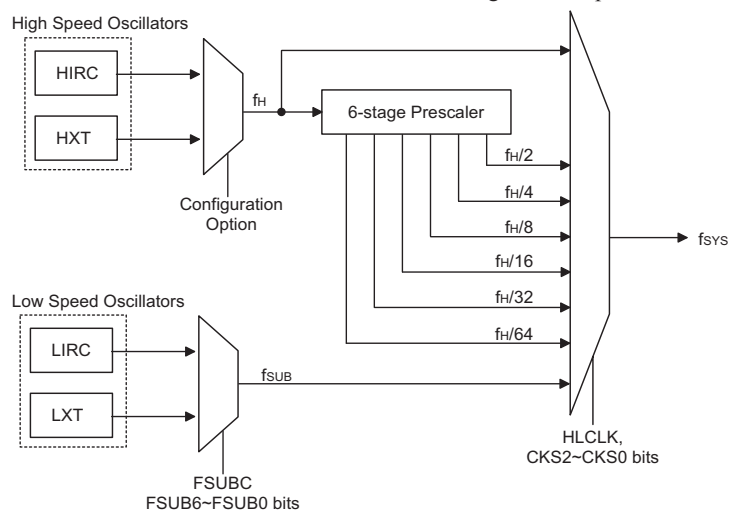 High Speed Oscillators
HIRC
HXT
fH
6-stage Prescaler
Configuration
Option
fH/2
fH/4
fH/8
fH/16
fH/32
fH/64
fSYS
Low Speed Oscillators
LIRC
LXT
fSUB
FSUBC
FSUB6~FSUB0 bits
HLCLK,
CKS2~CKS0 bits